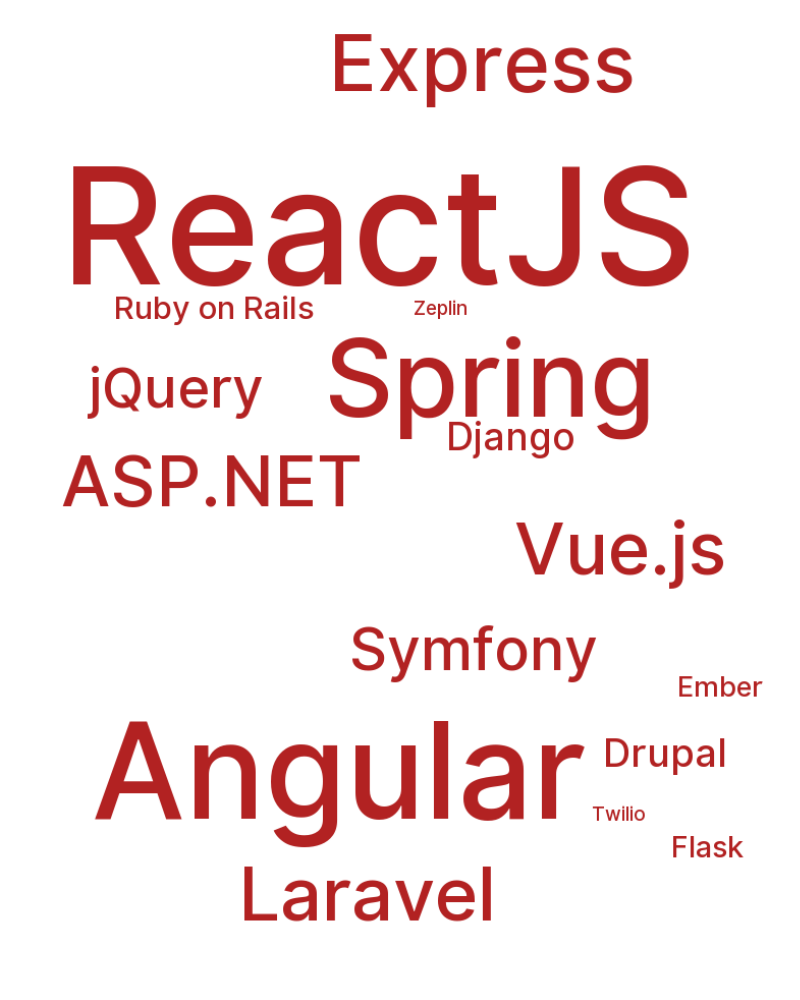 Express
ReactJS
Ruby on Rails
Zeplin
Spring
jQuery
Django
ASP.NET
Vue.js
Symfony
Ember
Angular
Drupal
Twilio
Flask
Laravel